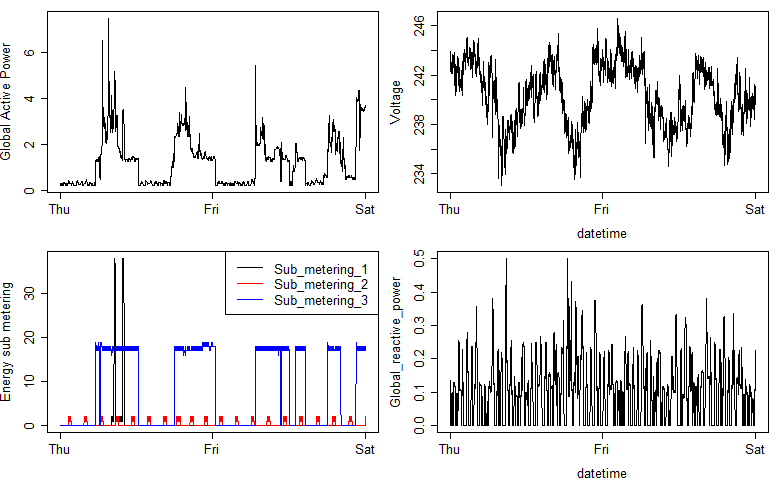 Global Active Power
0 2 4 6
Thu Fri Sat
Voltage
234 238 242 246
Thu Fri Sat
datetime
Energy sub metering
0 10 20 30
Sub_metering_1
Sub_metering_2
Sub_metering_3
Thu Fri Sat
Global_reactive_power
0.0 0.1 0.2 0.3 0.4 0.5
Thu Fri Sat
datetime